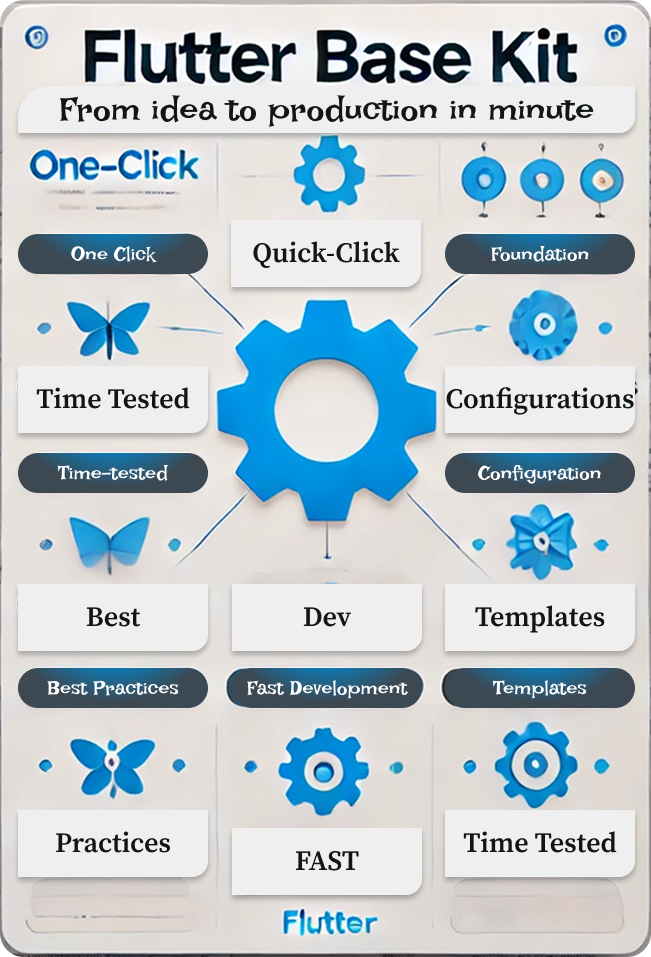 Flutter Base Kit
From idea to production in minute
One-Click
Quick-Click
One Click
Foundation
Time Tested
Configurations
Time-tested
Configuration
Best
Dev
Templates
Best Practices
Fast Development
Templates
Practices
FAST
Time Tested
Flutter